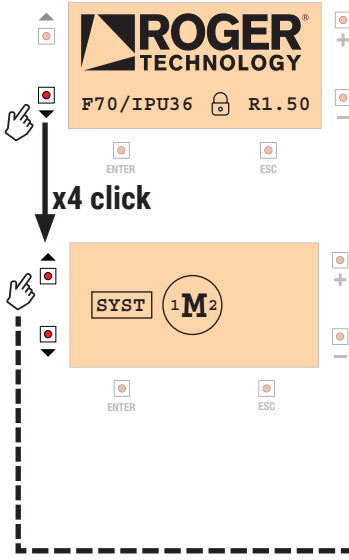 ROGER®
TECHNOLOGY
F70/IPU36 R1.50
+
−
ENTER ESC
x4 click
SYST 1M2
+
−
ENTER ESC